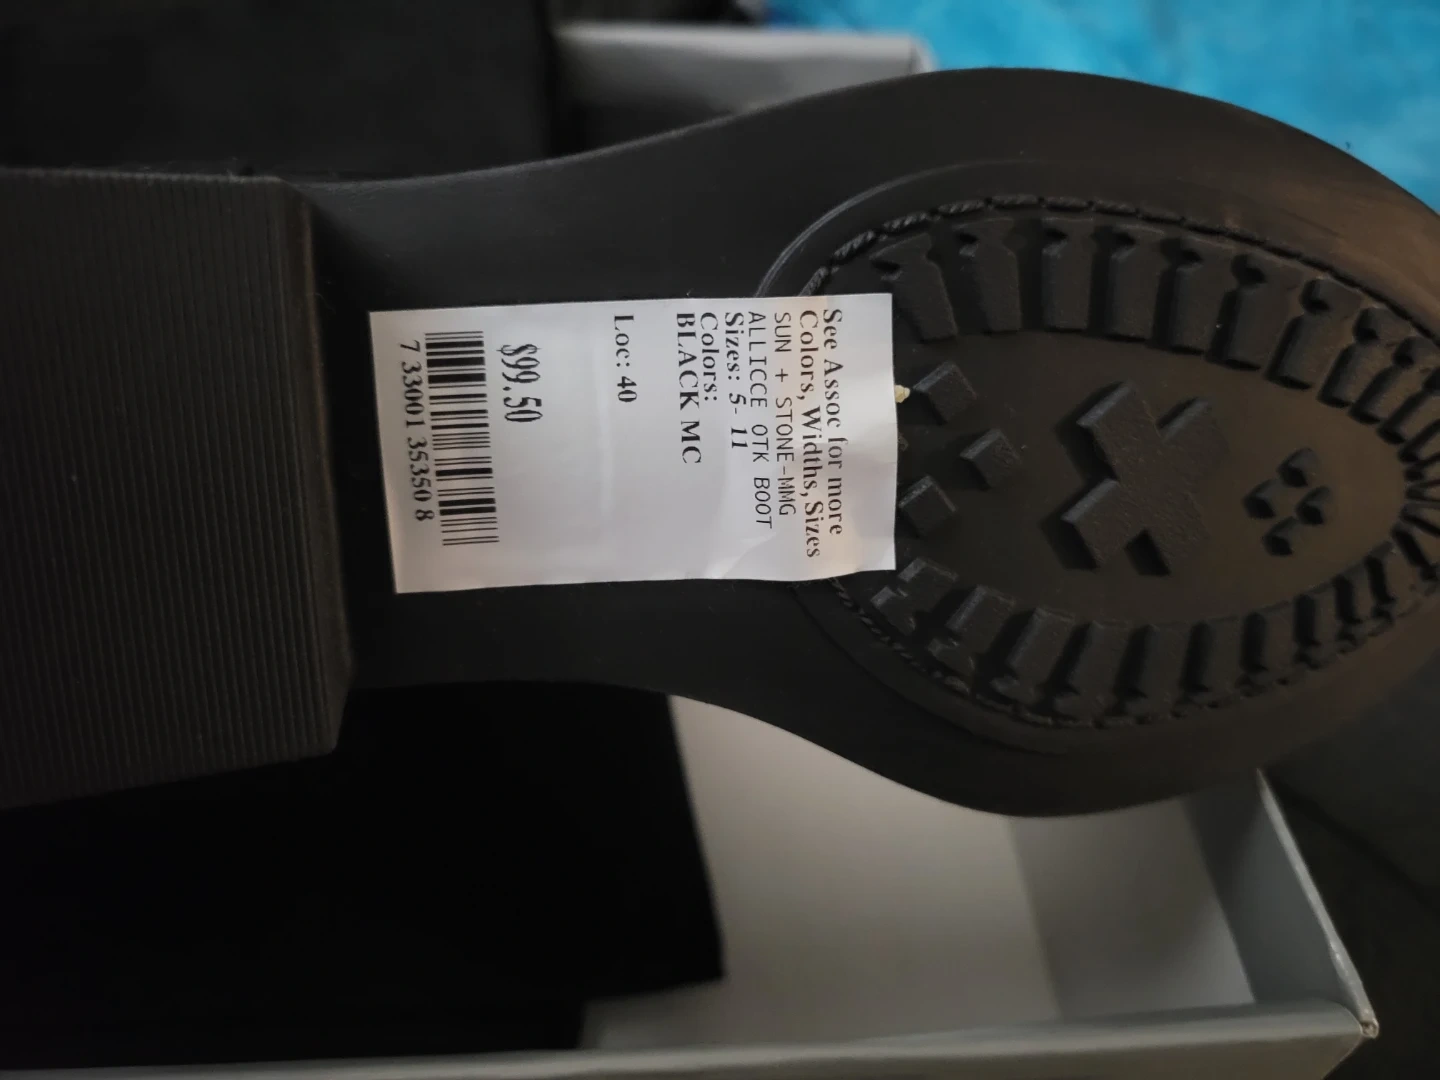 See Assoc for more
Colors, Widths, Sizes
SUN + STONE-MMG
ALLICCE OTK BOOT
Sizes: 5- 11
Colors:
BLACK MC
Loc: 40
$99.50
7 33001 35350 8